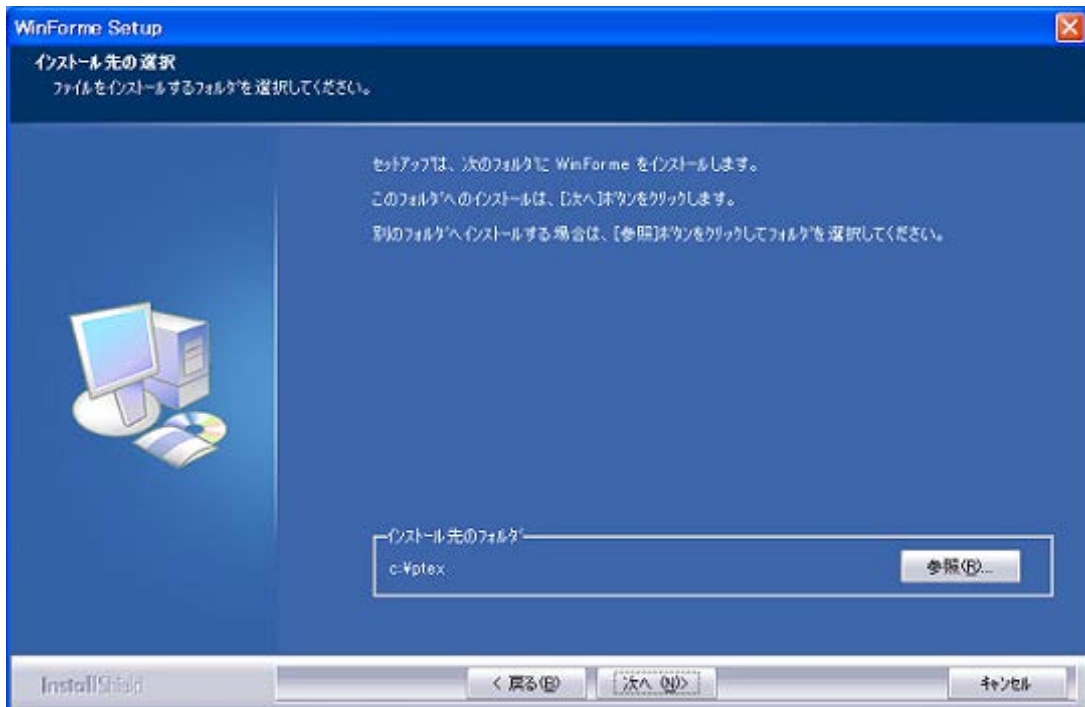 WinForme Setup
インストール先の選択
ファイルをインストールするフォルダを選択してください。
セットアップは、次のフォルダに WinForme をインストールします。
このフォルダへのインストールは、[次へ]ボタンをクリックします。
別のフォルダへインストールする場合は、[参照]ボタンをクリックしてフォルダを選択してください。
インストール先のフォルダ
c:¥ptex
参照(R)...
InstallShield
< 戻る(B)
次へ (N)>
キャンセル